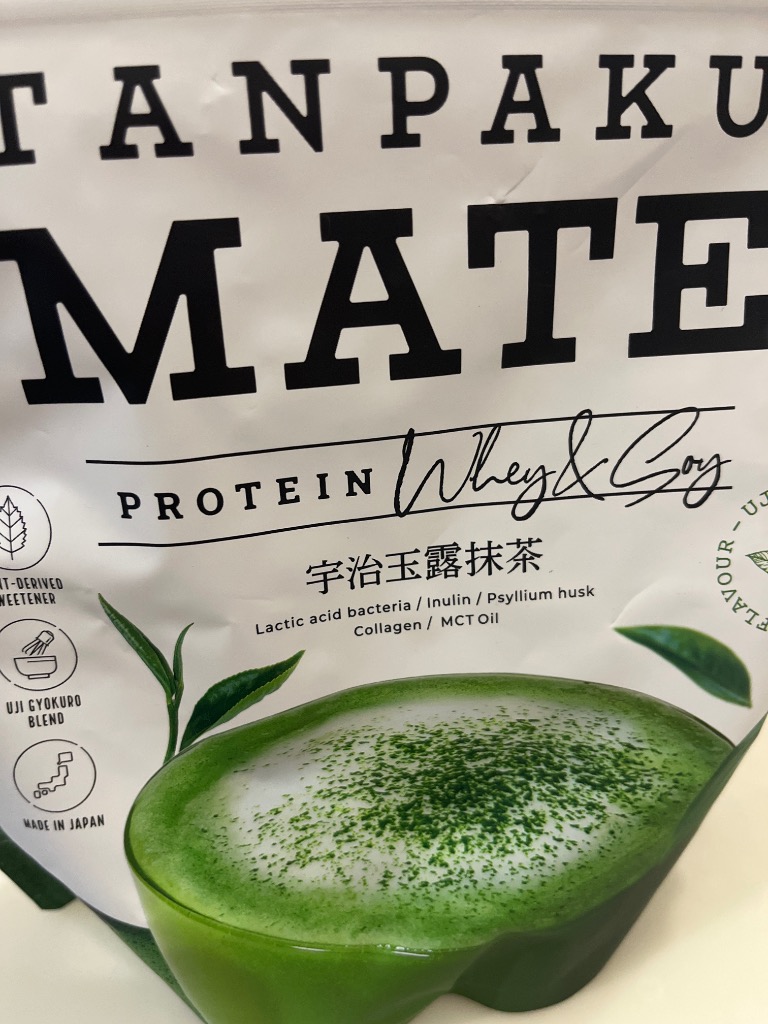 TANPAKU
MATE
PROTEIN Whey&Soy
宇治玉露抹茶
Lactic acid bacteria / Inulin / Psyllium husk
Collagen / MCT Oil
UJI GYOKURO
BLEND
MADE IN JAPAN
FLAVOUR –